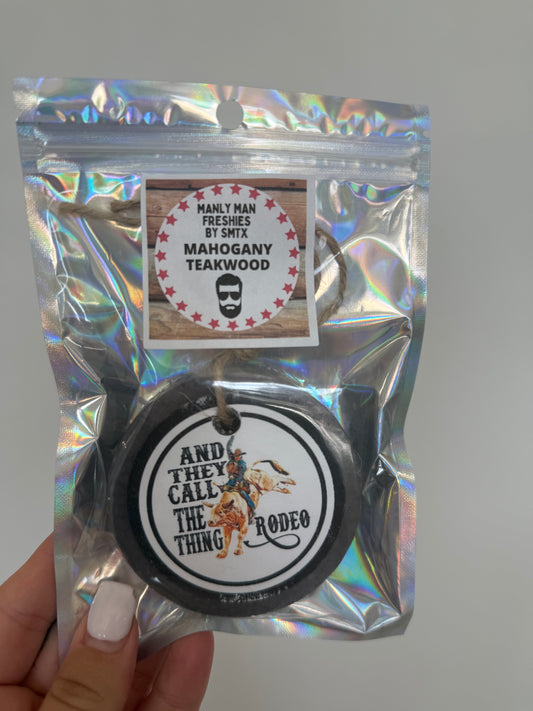 MANLY MAN
FRESHIES
BY SMTX
MAHOGANY
TEAKWOOD
AND
THEY
CALL
THE
THING
RODEO